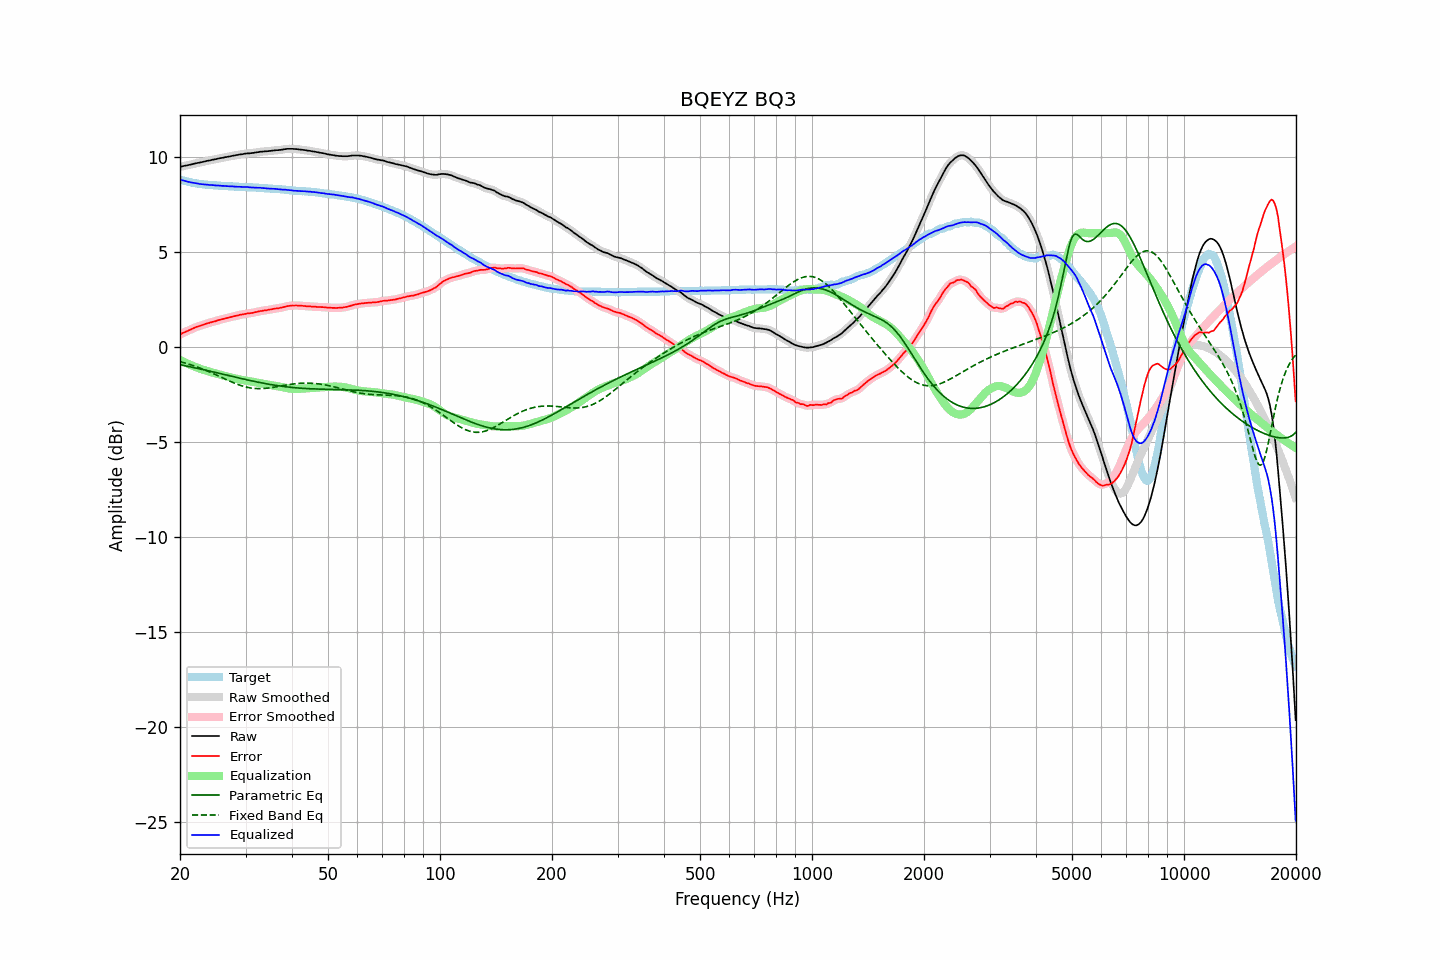 BQEYZ BQ3
10
5
0
−5
−10
−15
−20
−25
Amplitude (dBr)
Target
Raw Smoothed
Error Smoothed
Raw
Error
Equalization
Parametric Eq
Fixed Band Eq
Equalized
20 50 100 200 500 1000 2000 5000 10000 20000
Frequency (Hz)